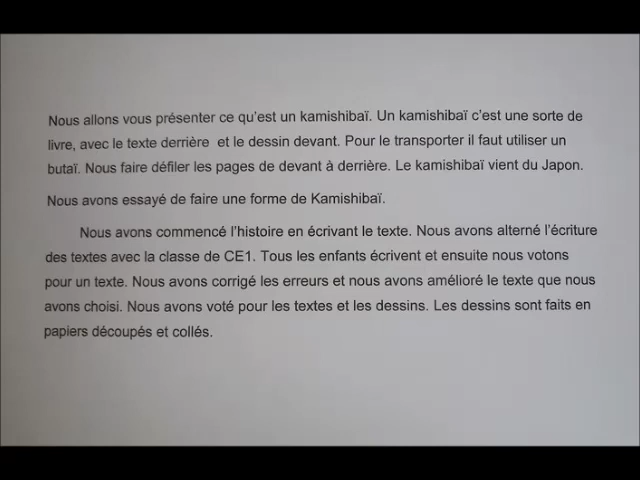 Nous allons vous présenter ce qu'est un kamishibaï. Un kamishibaï c'est une sorte de
livre, avec le texte derrière  et le dessin devant. Pour le transporter il faut utiliser un
butaï. Nous faire défiler les pages de devant à derrière. Le kamishibaï vient du Japon.
Nous avons essayé de faire une forme de Kamishibaï.
Nous avons commencé l'histoire en écrivant le texte. Nous avons alterné l'écriture
des textes avec la classe de CE1. Tous les enfants écrivent et ensuite nous votons
pour un texte. Nous avons corrigé les erreurs et nous avons amélioré le texte que nous
avons choisi. Nous avons voté pour les textes et les dessins. Les dessins sont faits en
papiers découpés et collés.